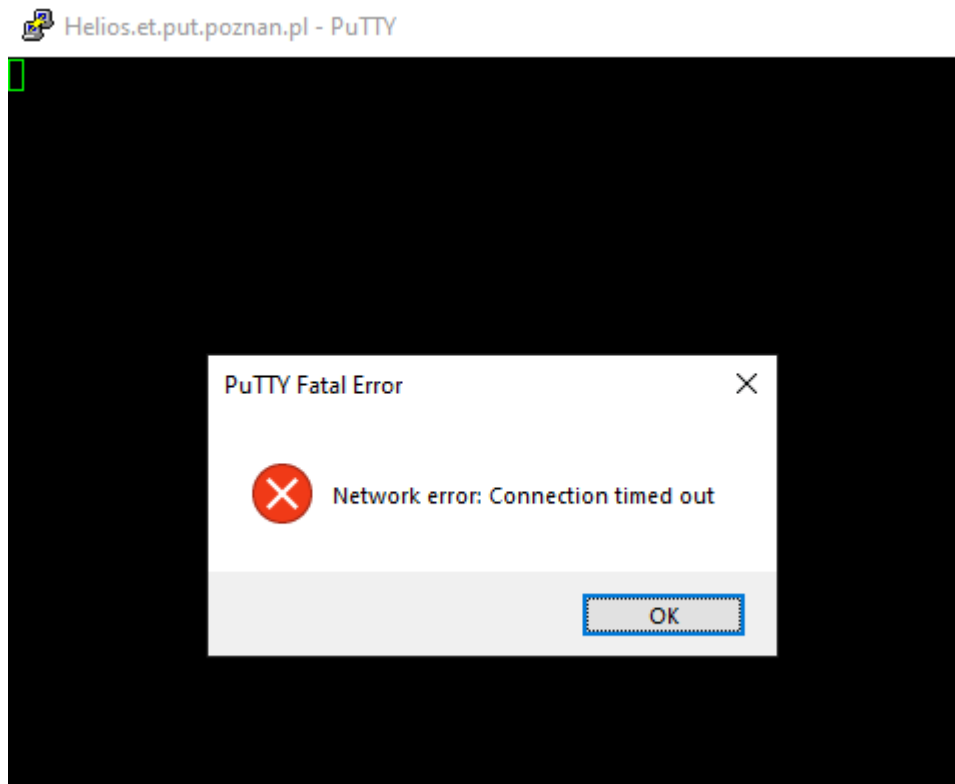 Helios.et.put.poznan.pl - PuTTY
PuTTY Fatal Error
Network error: Connection timed out
OK